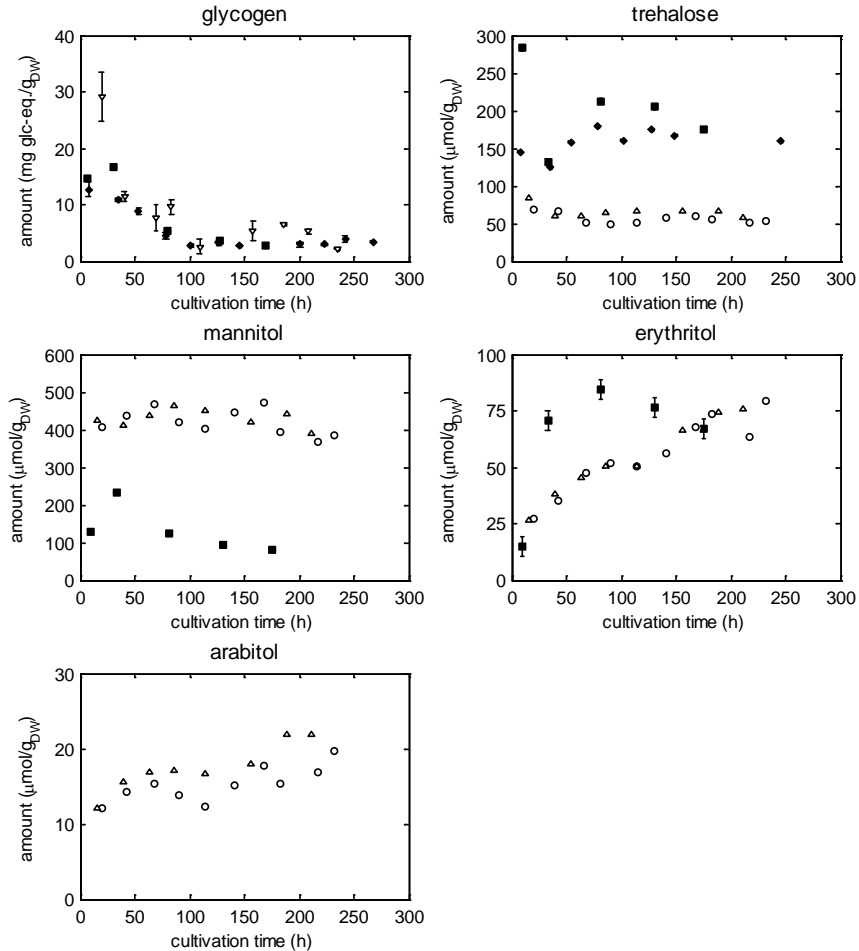 glycogen
40
30
20
10
0
amount (mg glc-eq./gDW)
0 50 100 150 200 250 300
cultivation time (h)
trehalose
300
250
200
150
100
50
0
amount (μmol/gDW)
0 50 100 150 200 250 300
cultivation time (h)
mannitol
600
500
400
300
200
100
0
amount (μmol/gDW)
0 50 100 150 200 250 300
cultivation time (h)
erythritol
100
75
50
25
0
amount (μmol/gDW)
0 50 100 150 200 250 300
cultivation time (h)
arabitol
30
20
10
0
amount (μmol/gDW)
0 50 100 150 200 250 300
cultivation time (h)